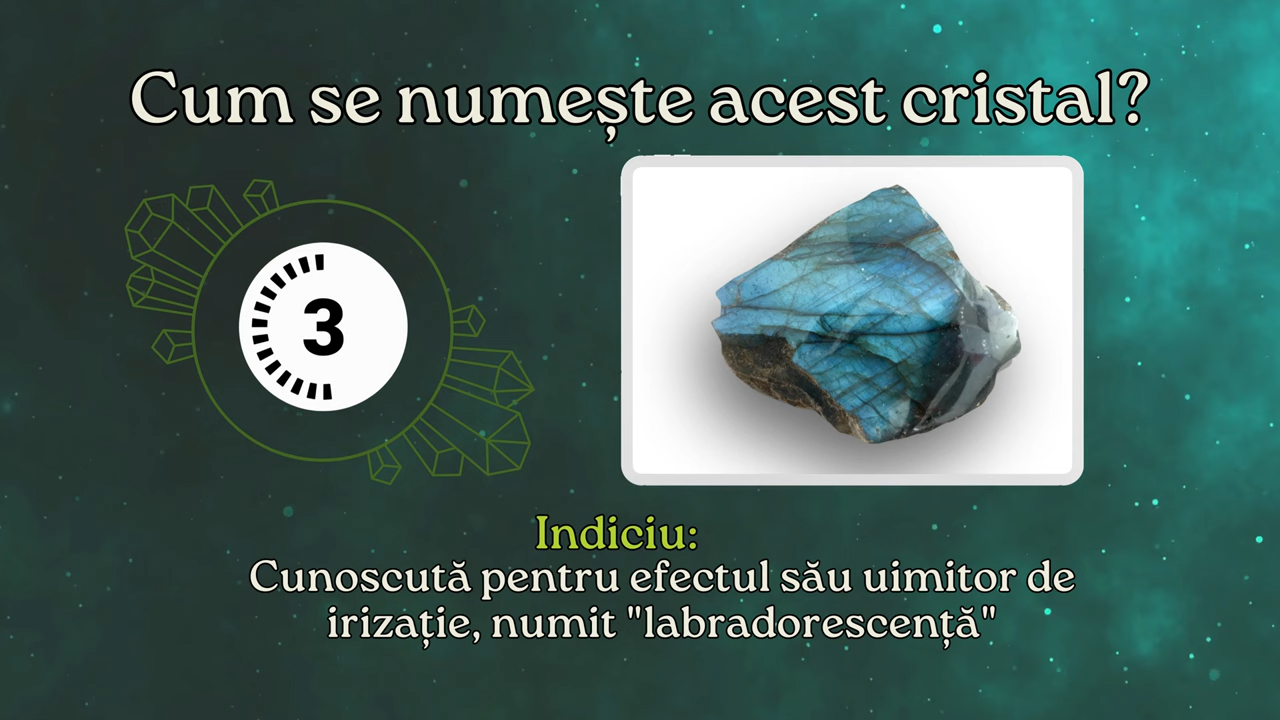 Cum se numește acest cristal?
3
Indiciu:
Cunoscută pentru efectul său uimitor de
irizație, numit "labradorescență"